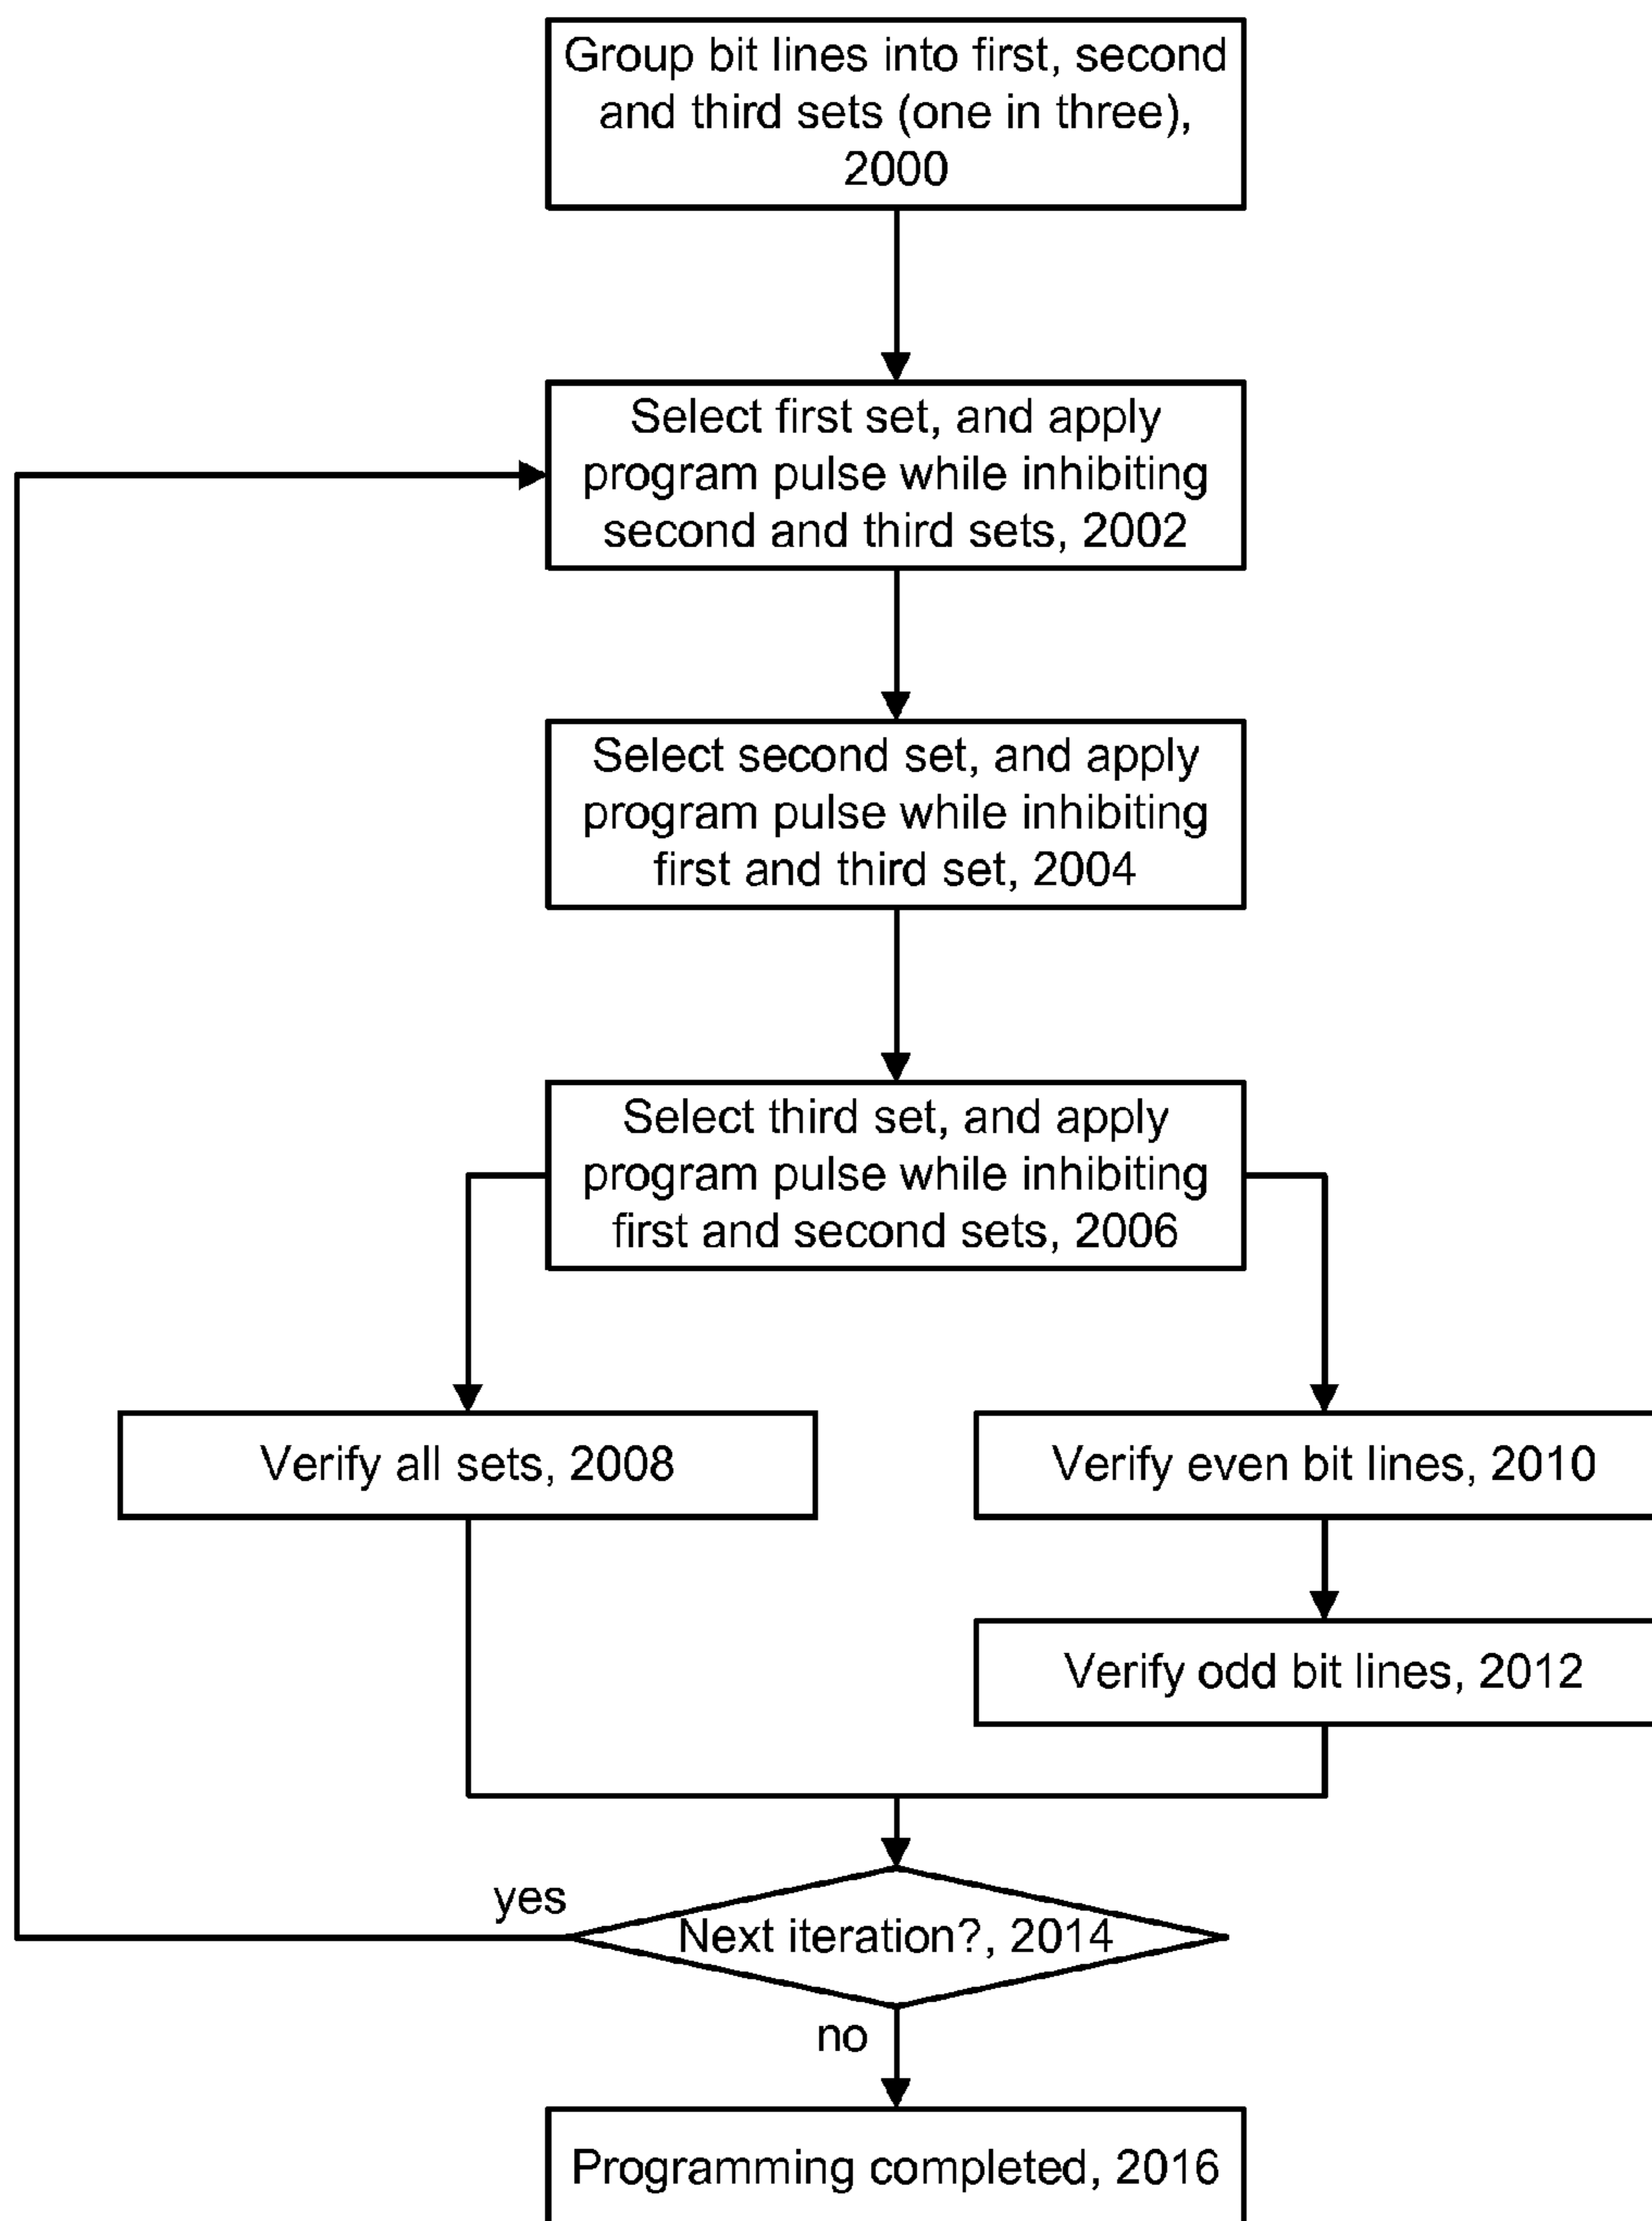 Group bit lines into first, second
and third sets (one in three),
2000
Select first set, and apply
program pulse while inhibiting
second and third sets, 2002
Select second set, and apply
program pulse while inhibiting
first and third set, 2004
Select third set, and apply
program pulse while inhibiting
first and second sets, 2006
Verify all sets, 2008
Verify even bit lines, 2010
Verify odd bit lines, 2012
yes
Next iteration?, 2014
no
Programming completed, 2016